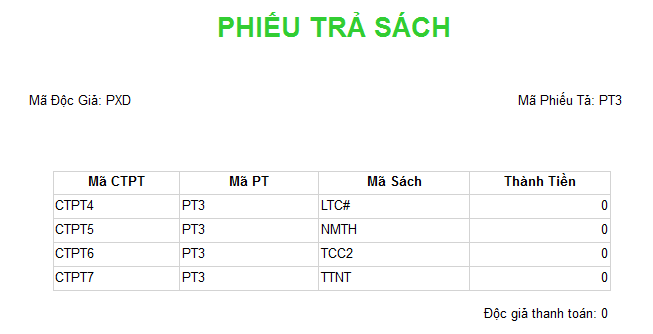 PHIẾU TRẢ SÁCH
Mã Độc Giả: PXD Mã Phiếu Tả: PT3
Mã CTPT Mã PT Mã Sách Thành Tiền
CTPT4 PT3 LTC# 0
CTPT5 PT3 NMTH 0
CTPT6 PT3 TCC2 0
CTPT7 PT3 TTNT 0
Độc giả thanh toán: 0